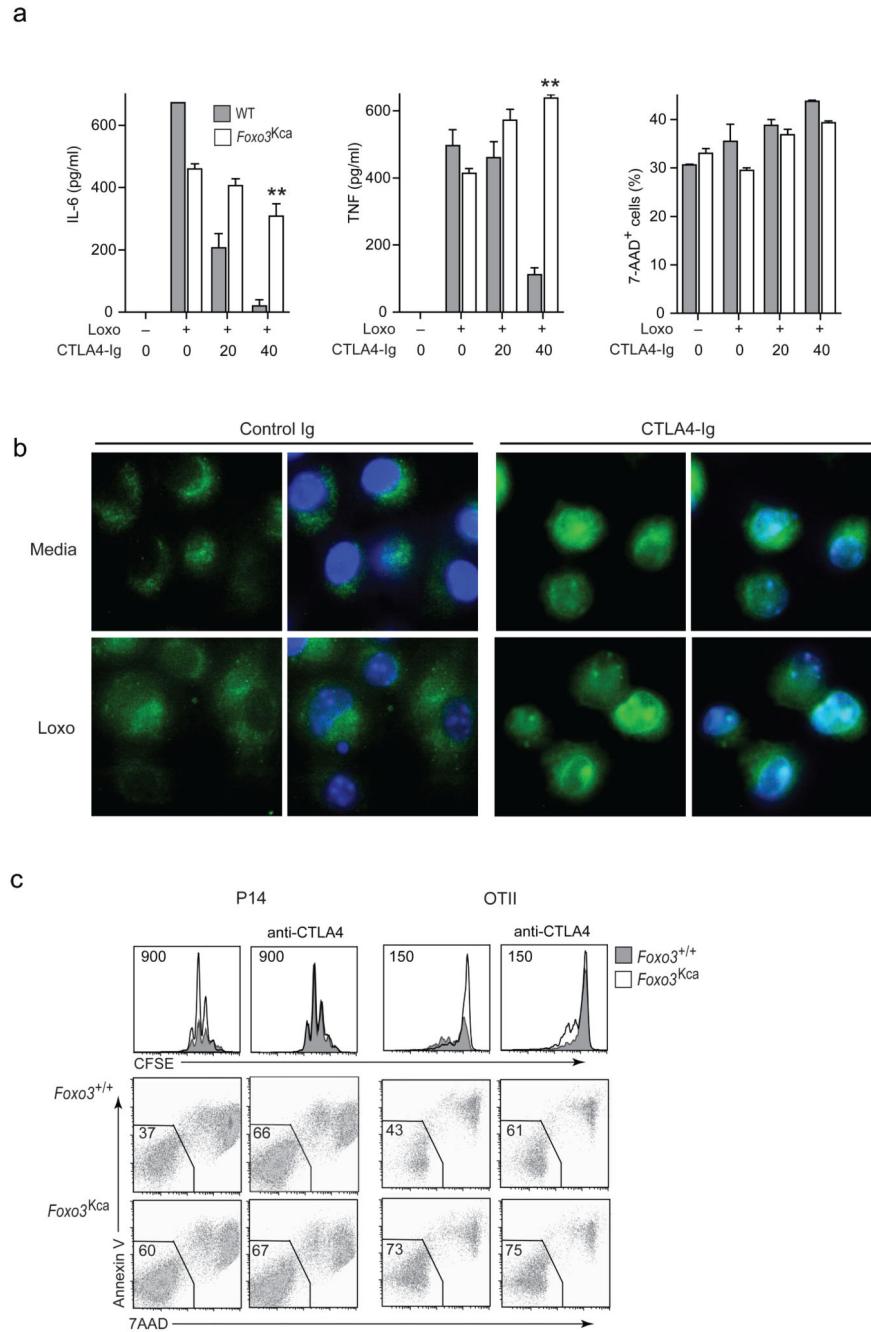 a
WT
Foxo3Kca
IL-6 (pg/ml)
600
400
200
0
Loxo – + + +
CTLA4-Ig 0 0 20 40
**
TNF (pg/ml)
600
400
200
0
Loxo – + + +
CTLA4-Ig 0 0 20 40
**
7-AAD+ cells (%)
40
30
20
10
0
Loxo – + + +
CTLA4-Ig 0 0 20 40
b
Control Ig
CTLA4-Ig
Media
Loxo
c
P14
OTII
anti-CTLA4
anti-CTLA4
900
900
150
150
Foxo3+/+
Foxo3Kca
CFSE
Foxo3+/+
37
66
43
61
Foxo3Kca
60
67
73
75
Annexin V
7AAD